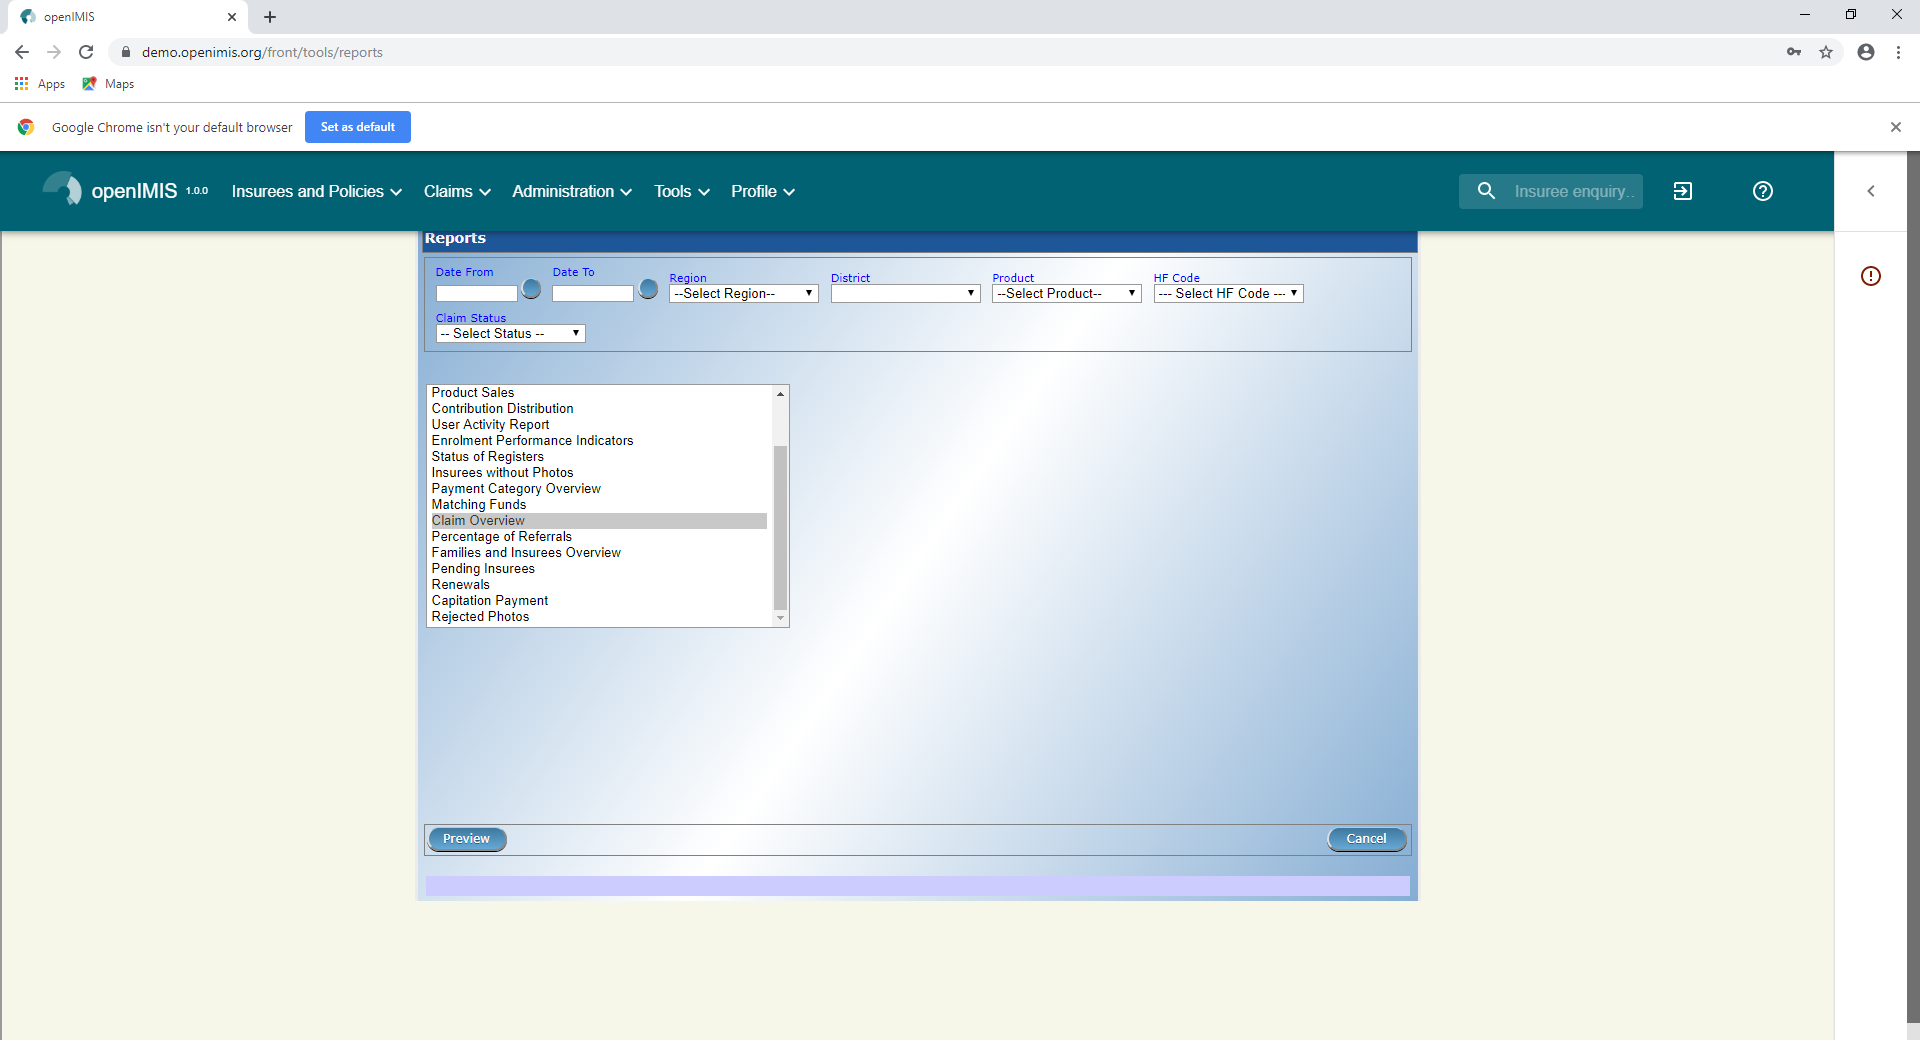 openIMIS
demo.openimis.org/front/tools/reports
Apps Maps
Google Chrome isn't your default browser Set as default
openIMIS 1.0.0 Insurees and Policies Claims Administration Tools Profile Insuree enquiry..
Reports
Date From Date To Region District Product HF Code
--Select Region-- --Select Product-- --- Select HF Code ---
Claim Status
-- Select Status --
Product Sales
Contribution Distribution
User Activity Report
Enrolment Performance Indicators
Status of Registers
Insurees without Photos
Payment Category Overview
Matching Funds
Claim Overview
Percentage of Referrals
Families and Insurees Overview
Pending Insurees
Renewals
Capitation Payment
Rejected Photos
Preview Cancel